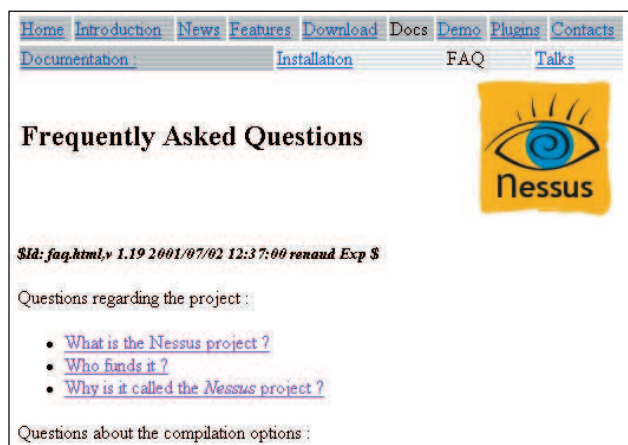 Home Introduction News Features Download Docs Demo Plugins Contacts
Documentation : Installation FAQ Talks
Frequently Asked Questions
nessus
$Id: faq.html,v 1.19 2001/07/02 12:37:00 renaud Exp $
Questions regarding the project :
What is the Nessus project ?
Who funds it ?
Why is it called the Nessus project ?
Questions about the compilation options :